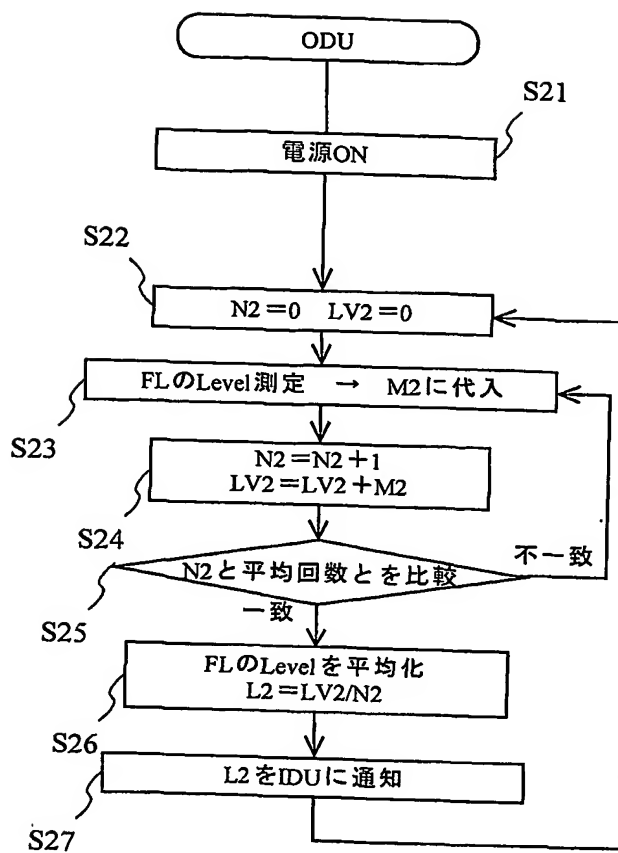 ODU
S21
電源ON
S22
N2=0 LV2=0
FLのLevel測定 → M2に代入
S23
N2=N2+1
LV2=LV2+M2
S24
N2と平均回数とを比較
不一致
S25
一致
FLのLevelを平均化
L2=LV2/N2
S26
L2をIDUに通知
S27